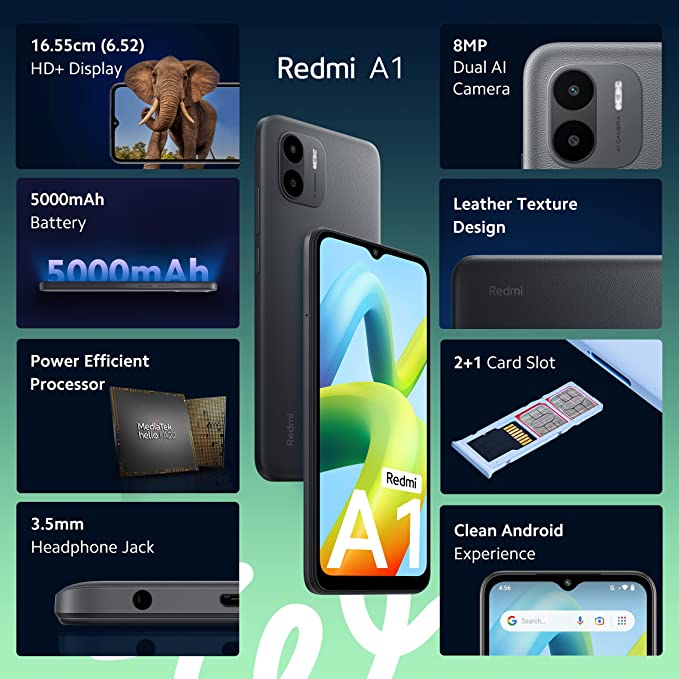 Redmi A1
16.55cm (6.52)
HD+ Display
5000mAh
Battery
5000mAh
Power Efficient
Processor
MediaTek
helio A22
3.5mm
Headphone Jack
AI CAMERA
Redmi
Redmi
A1
8MP
Dual AI
Camera
AI CAMERA
Leather Texture
Design
Redmi
2+1 Card Slot
Clean Android
Experience
4:56
Search...